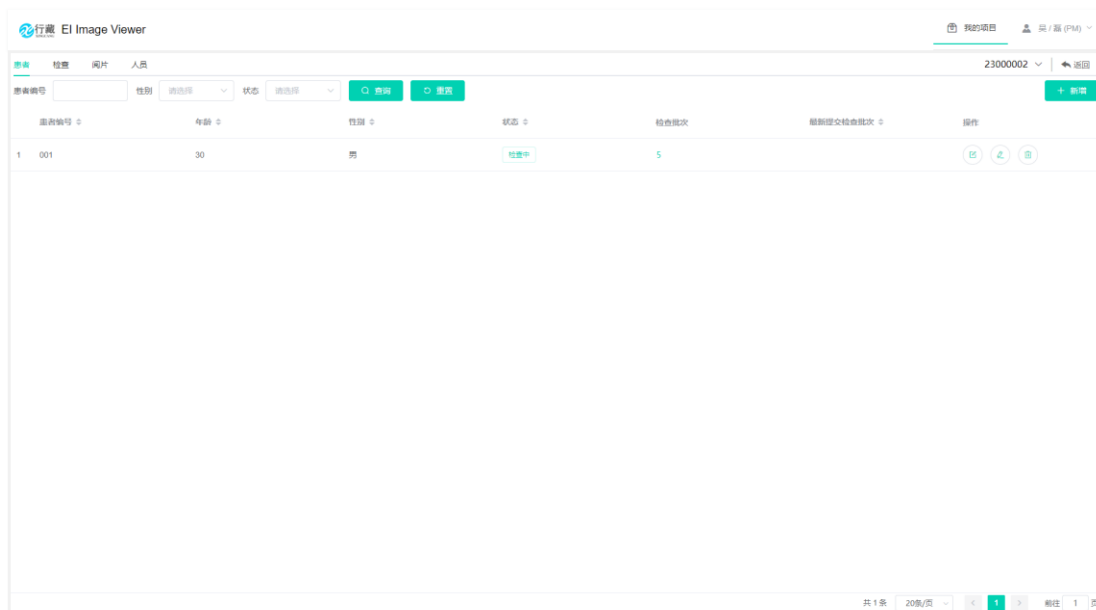 行藏 EI Image Viewer 我的项目 吴 / 磊 (PM)
患者 检查 阅片 人员 23000002 返回
患者编号 性别 请选择 状态 请选择 查询 重置 + 新增
患者编号 年龄 性别 状态 检查批次 最新提交检查批次 操作
1 001 30 男 检查中 5
共 1 条 20条/页 < 1 > 前往 1 页